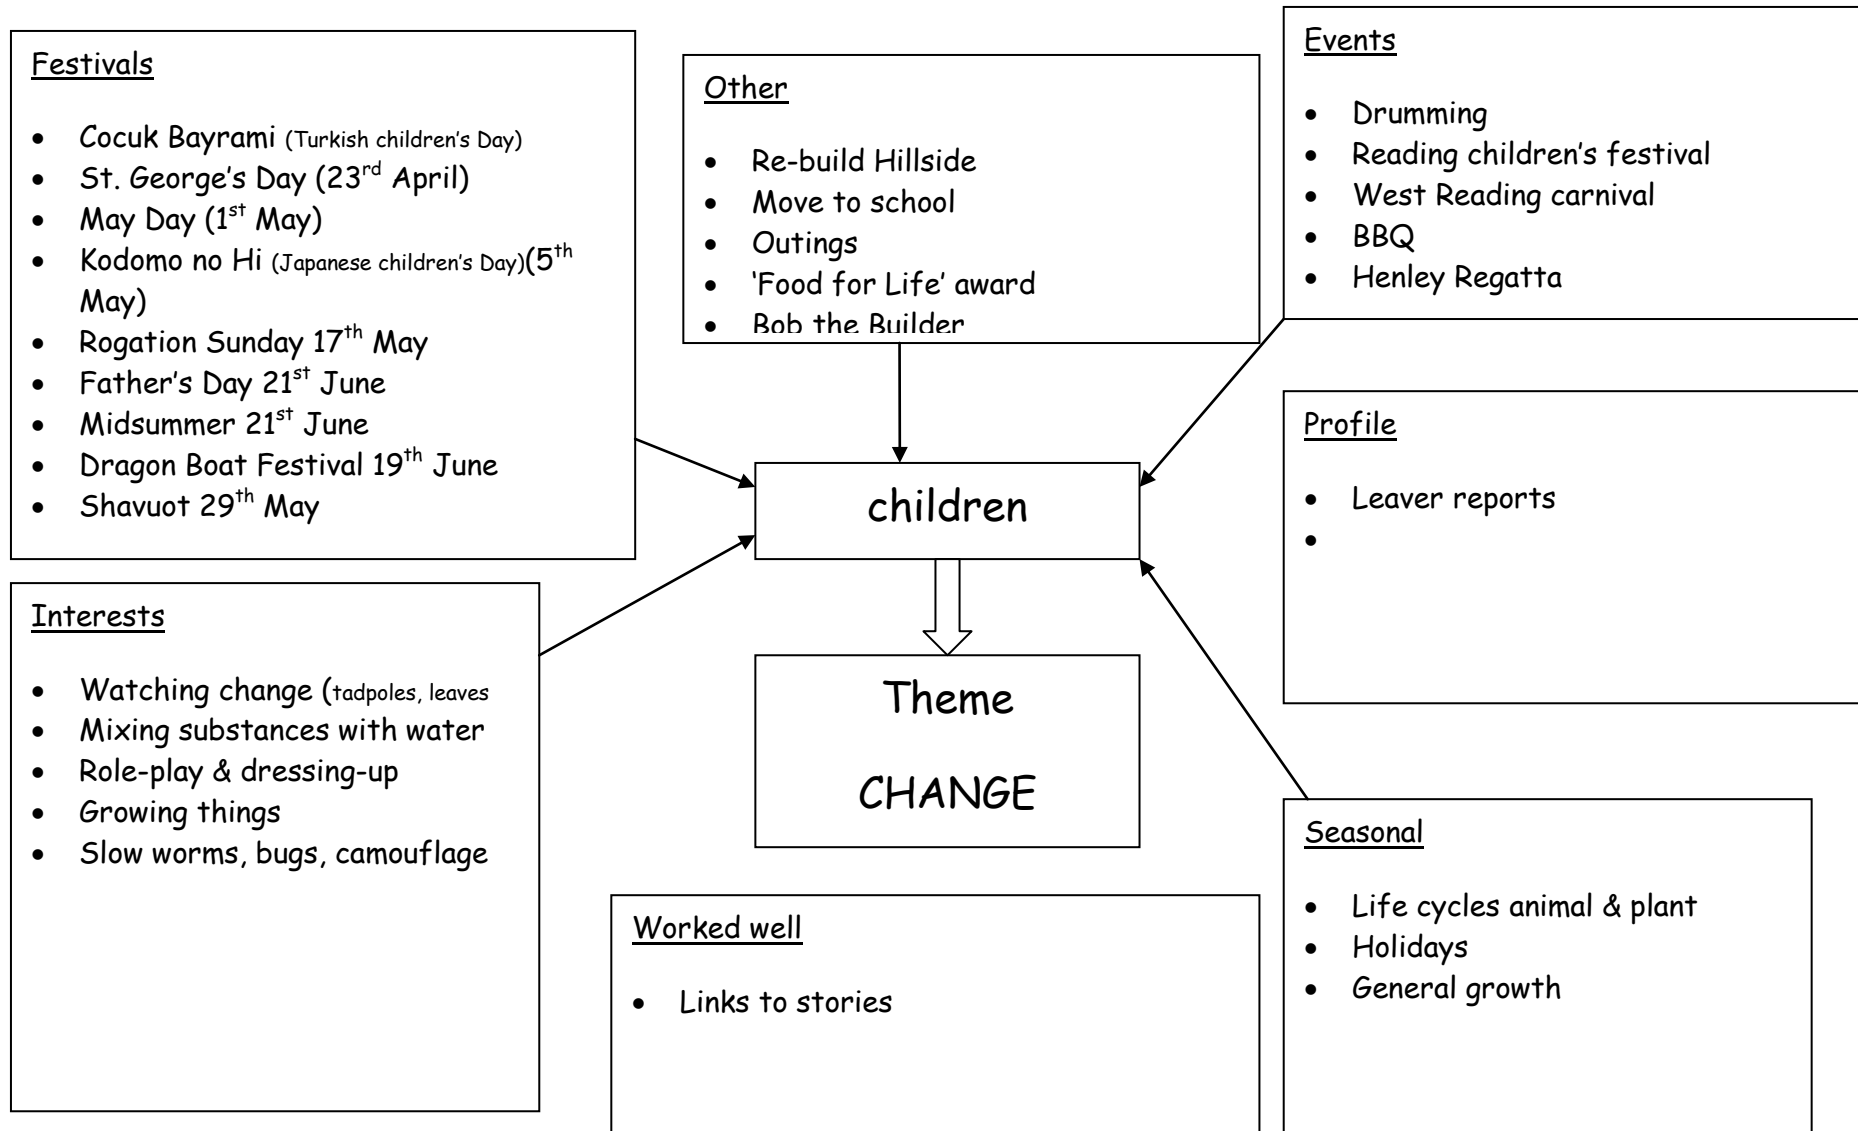 Festivals
• Cocuk Bayrami (Turkish children's Day)
• St. George's Day (23rd April)
• May Day (1st May)
• Kodomo no Hi (Japanese children's Day)(5th
May)
• Rogation Sunday 17th May
• Father's Day 21st June
• Midsummer 21st June
• Dragon Boat Festival 19th June
• Shavuot 29th May
Other
• Re-build Hillside
• Move to school
• Outings
• ‘Food for Life’ award
• Bob the Builder
Events
• Drumming
• Reading children's festival
• West Reading carnival
• BBQ
• Henley Regatta
Profile
• Leaver reports
•
children
Interests
• Watching change (tadpoles, leaves
• Mixing substances with water
• Role-play & dressing-up
• Growing things
• Slow worms, bugs, camouflage
Theme
CHANGE
Worked well
• Links to stories
Seasonal
• Life cycles animal & plant
• Holidays
• General growth